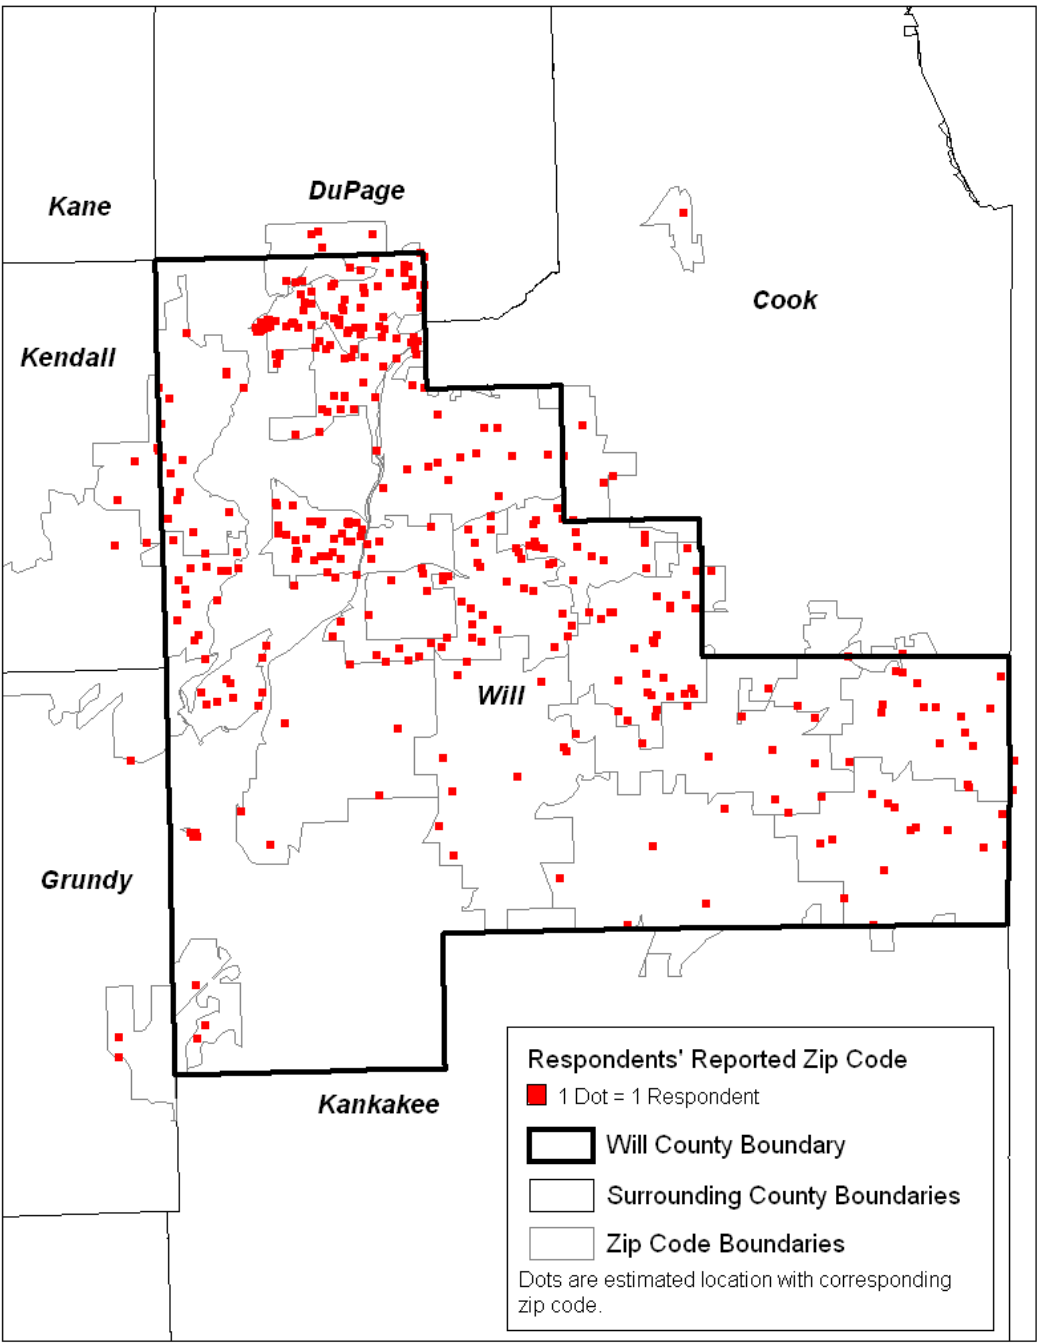 DuPage
Kane
Cook
Kendall
Will
Grundy
Kankakee
Respondents' Reported Zip Code
1 Dot = 1 Respondent
Will County Boundary
Surrounding County Boundaries
Zip Code Boundaries
Dots are estimated location with corresponding
zip code.